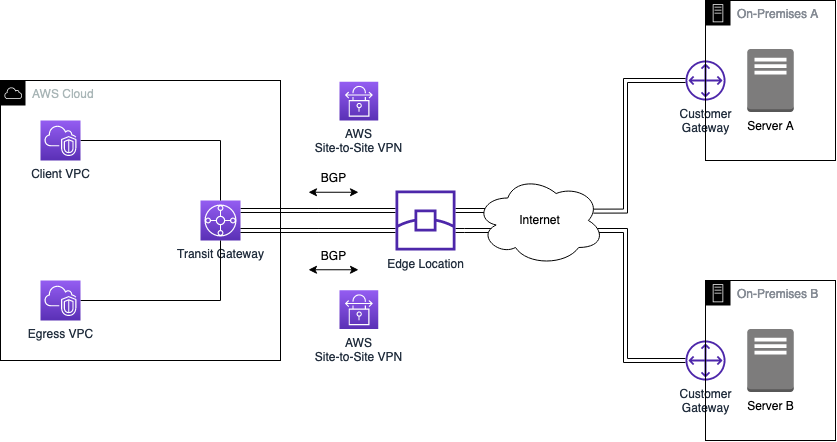 On-Premises A
AWS Cloud
AWS
Site-to-Site VPN
Customer
Gateway
Server A
Client VPC
BGP
Internet
Transit Gateway
Edge Location
BGP
On-Premises B
Egress VPC
AWS
Site-to-Site VPN
Customer
Gateway
Server B